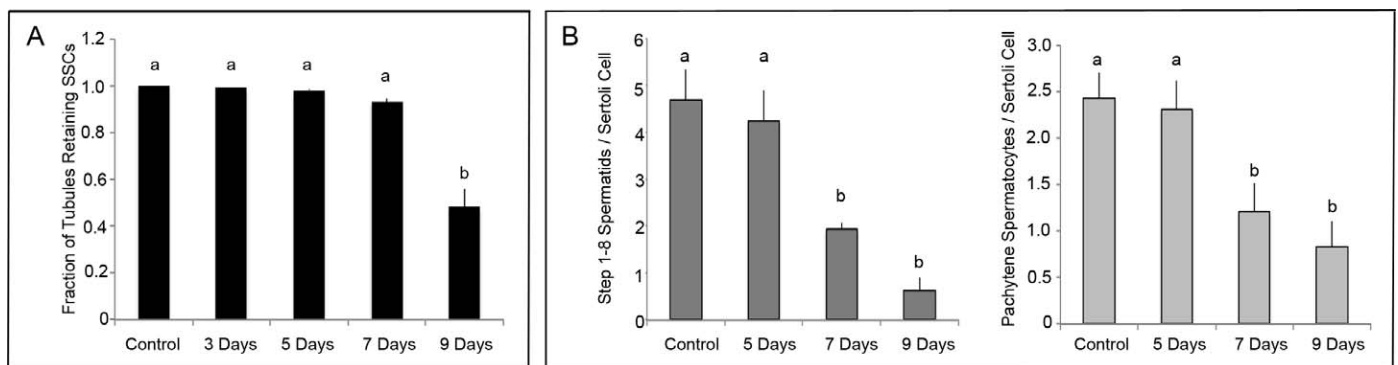 A
Fraction of Tubules Retaining SSCs
1.2
1.0
0.8
0.6
0.4
0.2
0
a a a a b
Control 3 Days 5 Days 7 Days 9 Days
B
Step 1-8 Spermatids / Sertoli Cell
6
5
4
3
2
1
0
a a b b
Control 5 Days 7 Days 9 Days
Pachytene Spermatocytes / Sertoli Cell
3.0
2.5
2.0
1.5
1.0
0.5
0
a a b b
Control 5 Days 7 Days 9 Days